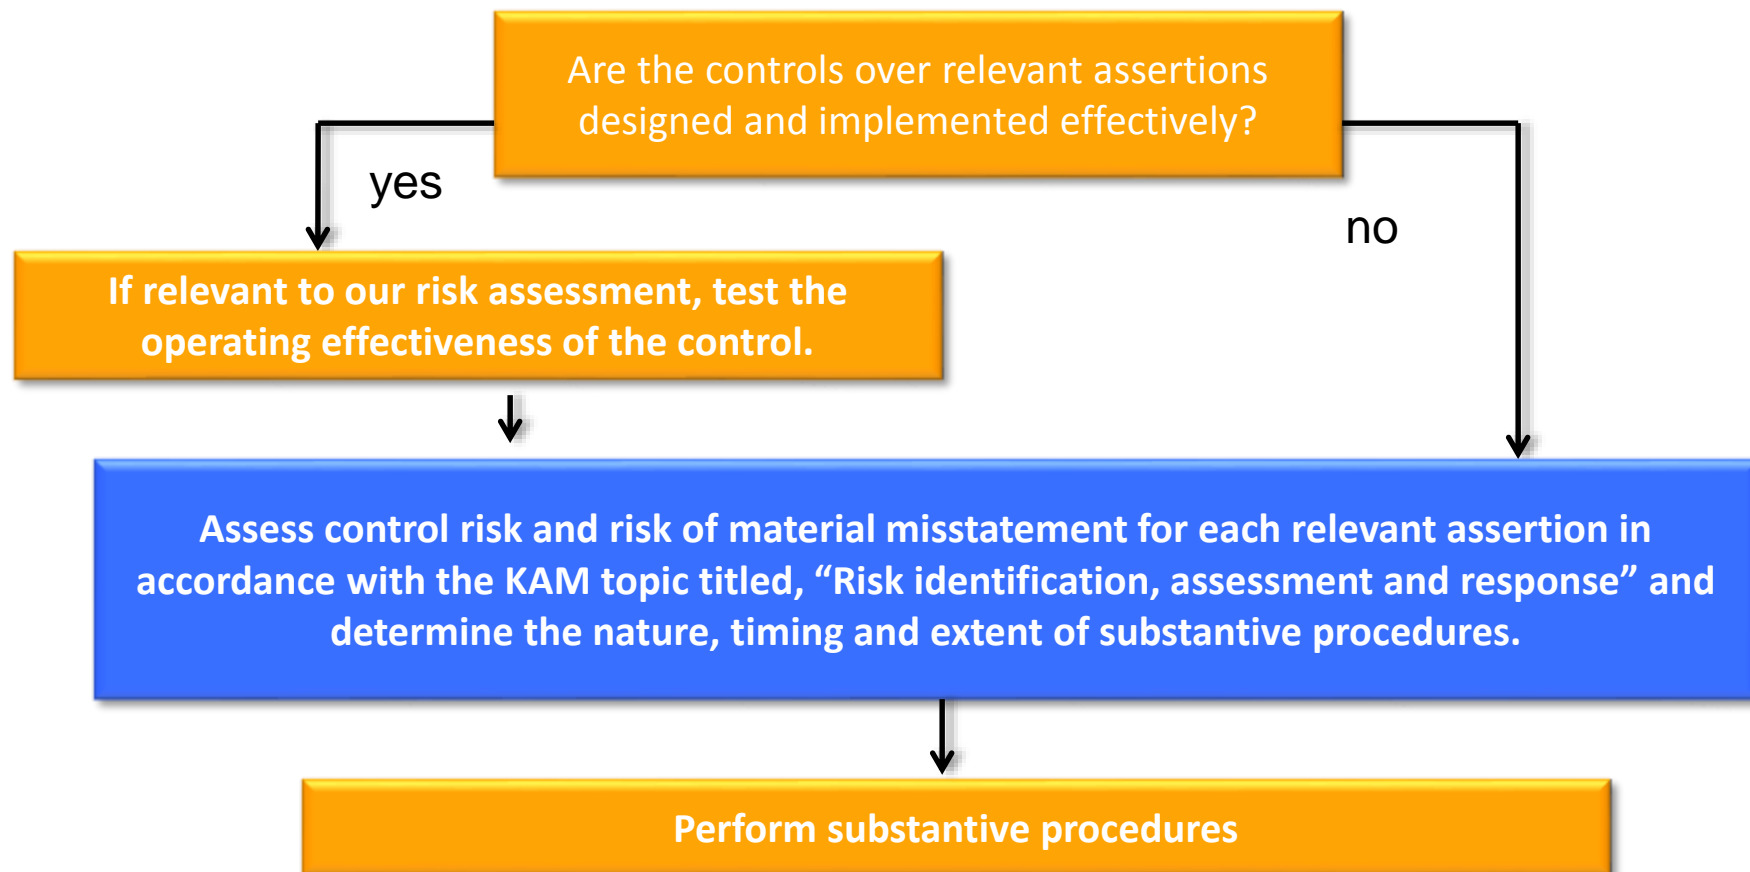 Are the controls over relevant assertions
designed and implemented effectively?
yes
no
If relevant to our risk assessment, test the
operating effectiveness of the control.
Assess control risk and risk of material misstatement for each relevant assertion in
accordance with the KAM topic titled, “Risk identification, assessment and response” and
determine the nature, timing and extent of substantive procedures.
Perform substantive procedures